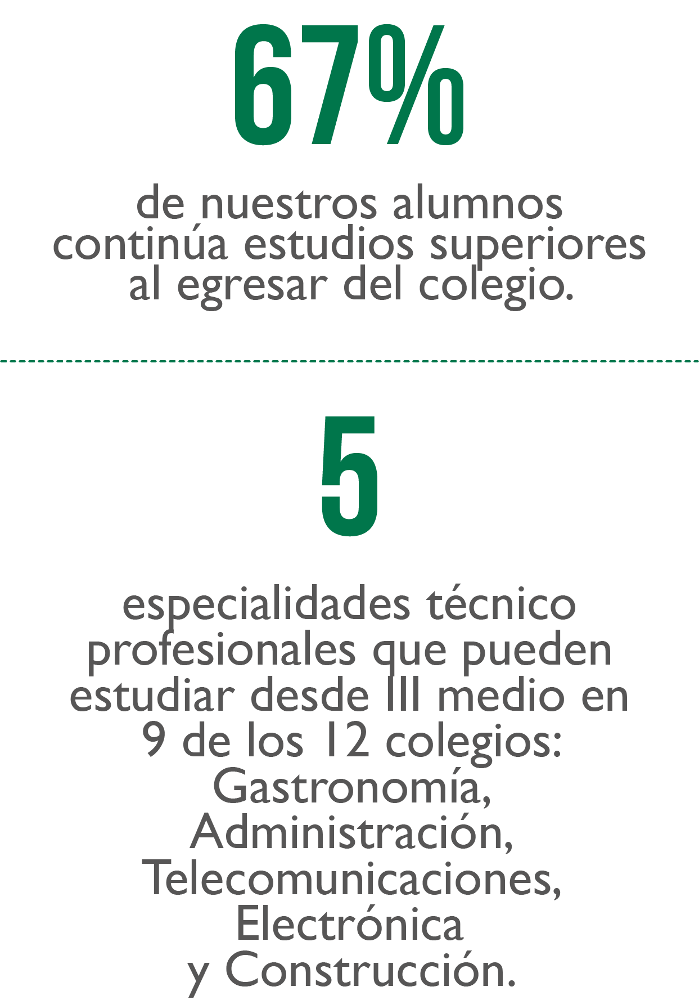 67%
de nuestros alumnos
continúa estudios superiores
al egresar del colegio.
5
especialidades técnico
profesionales que pueden
estudiar desde III medio en
9 de los 12 colegios:
Gastronomía,
Administración,
Telecomunicaciones,
Electrónica
y Construcción.